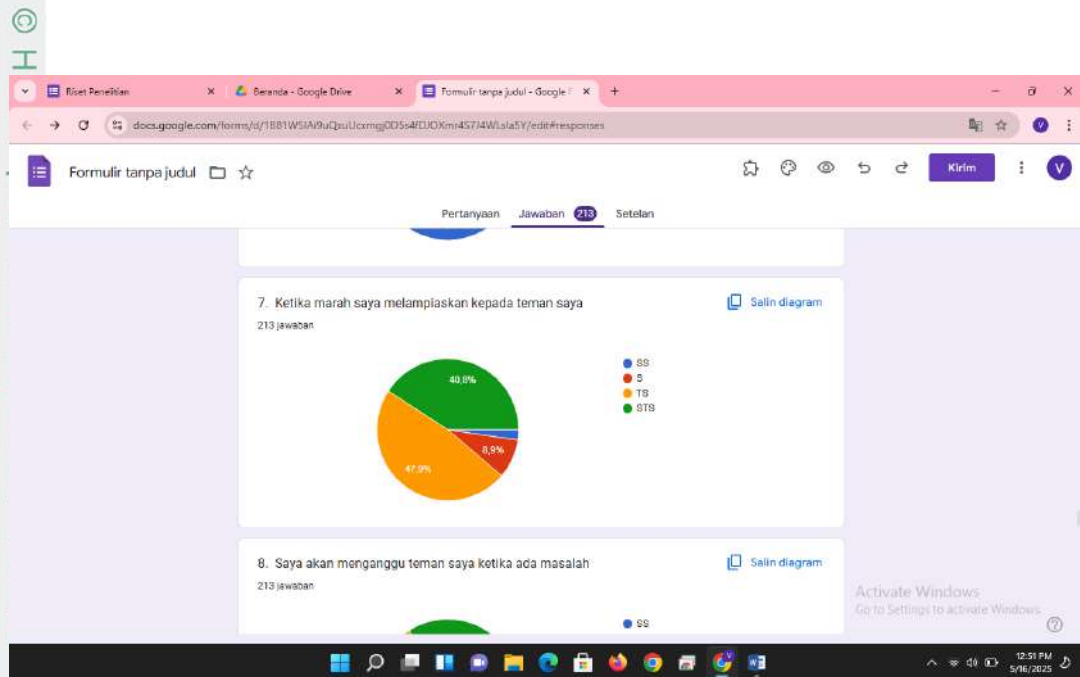 Riset Penelitian
Beranda - Google Drive
Formulir tanpa judul - Google F
Formulir tanpa judul
Kirim
V
Pertanyaan Jawaban 213 Setelan
7. Ketika marah saya melampiaskan kepada teman saya
Salin diagram
213 jawaban
40,8%
8,9%
47,9%
SS
S
TS
STS
8. Saya akan menganggu teman saya ketika ada masalah
Salin diagram
213 jawaban
SS
Activate Windows
Go to Settings to activate Windows.
12:51 PM
5/16/2025